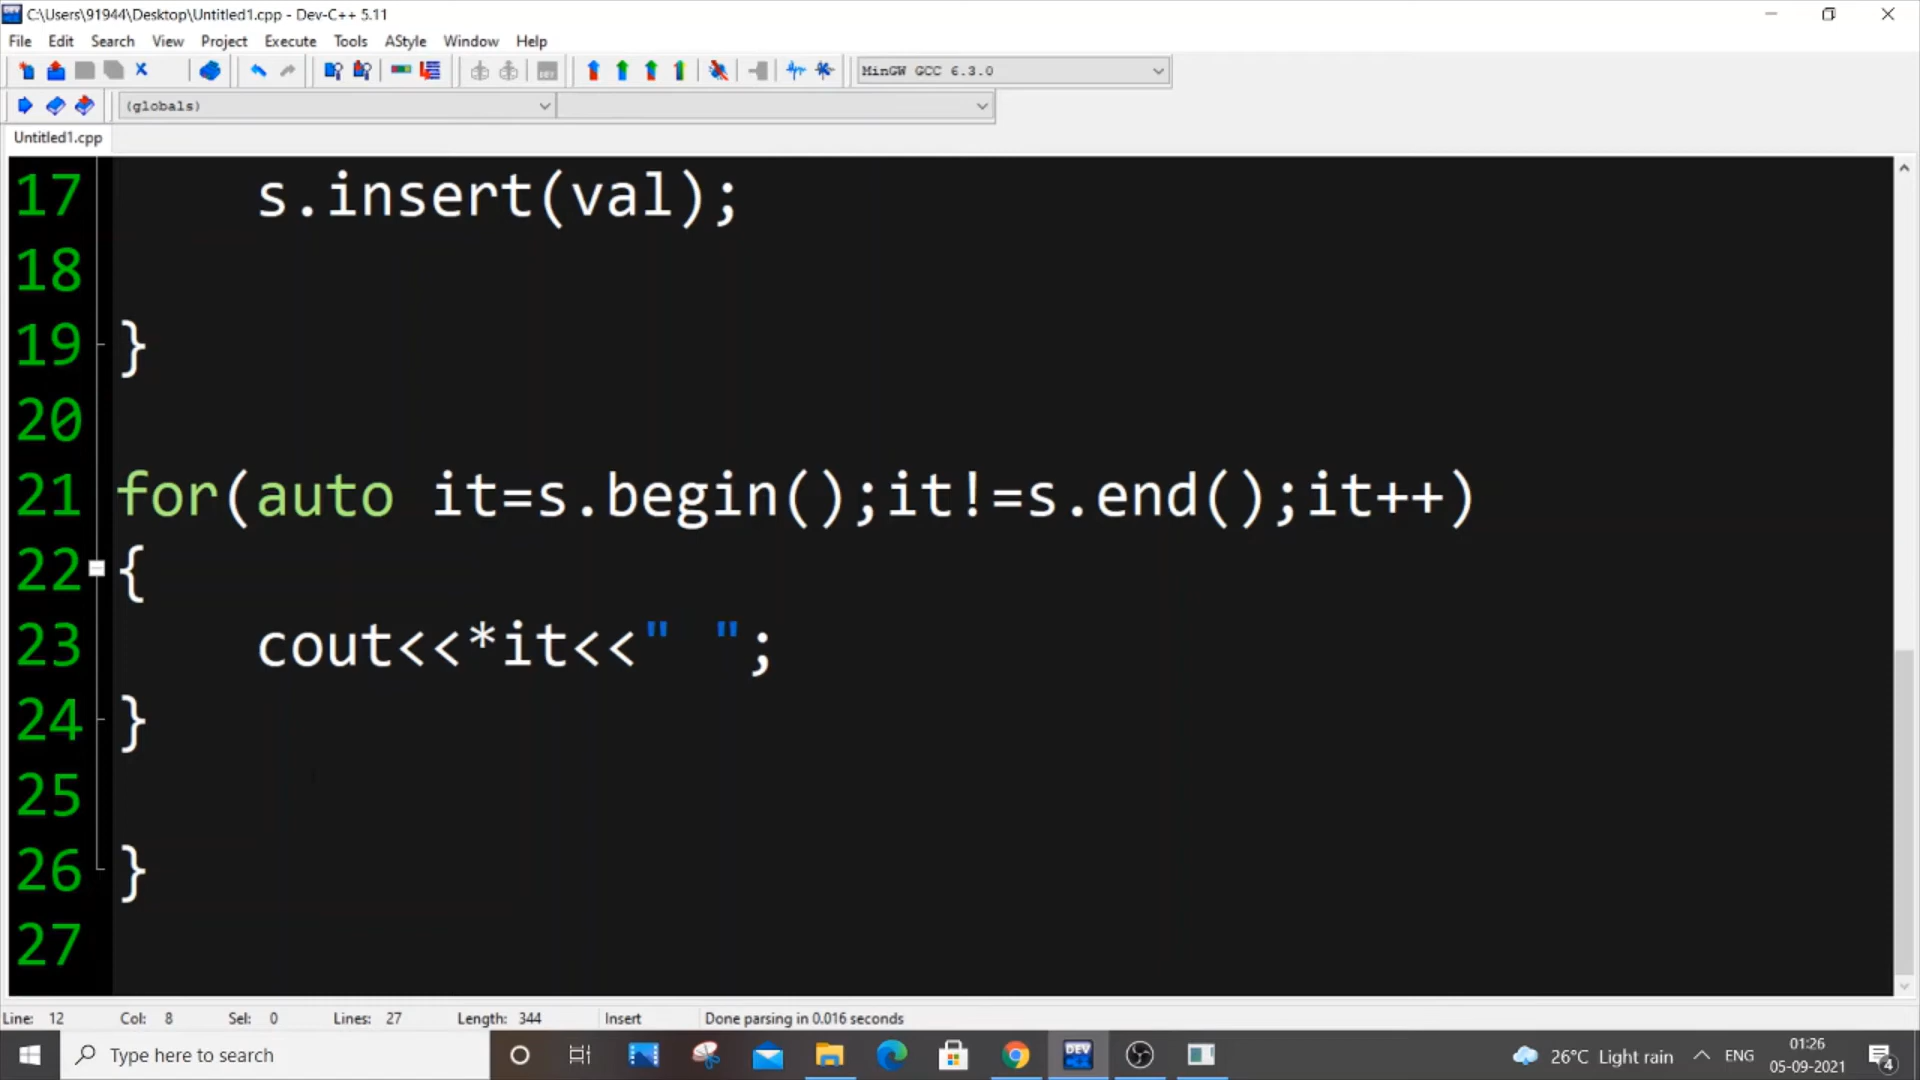 C:\Users\91944\Desktop\Untitled1.cpp - Dev-C++ 5.11
File Edit Search View Project Execute Tools AStyle Window Help
MinGW GCC 6.3.0
(globals)
Untitled1.cpp
17 s.insert(val);
18
19 }
20
21 for(auto it=s.begin();it!=s.end();it++)
22 {
23 cout<<*it<<" ";
24 }
25
26 }
27
Line: 12 Col: 8 Sel: 0 Lines: 27 Length: 344 Insert Done parsing in 0.016 seconds
Type here to search DEV 26°C Light rain ENG 01:26
05-09-2021 4